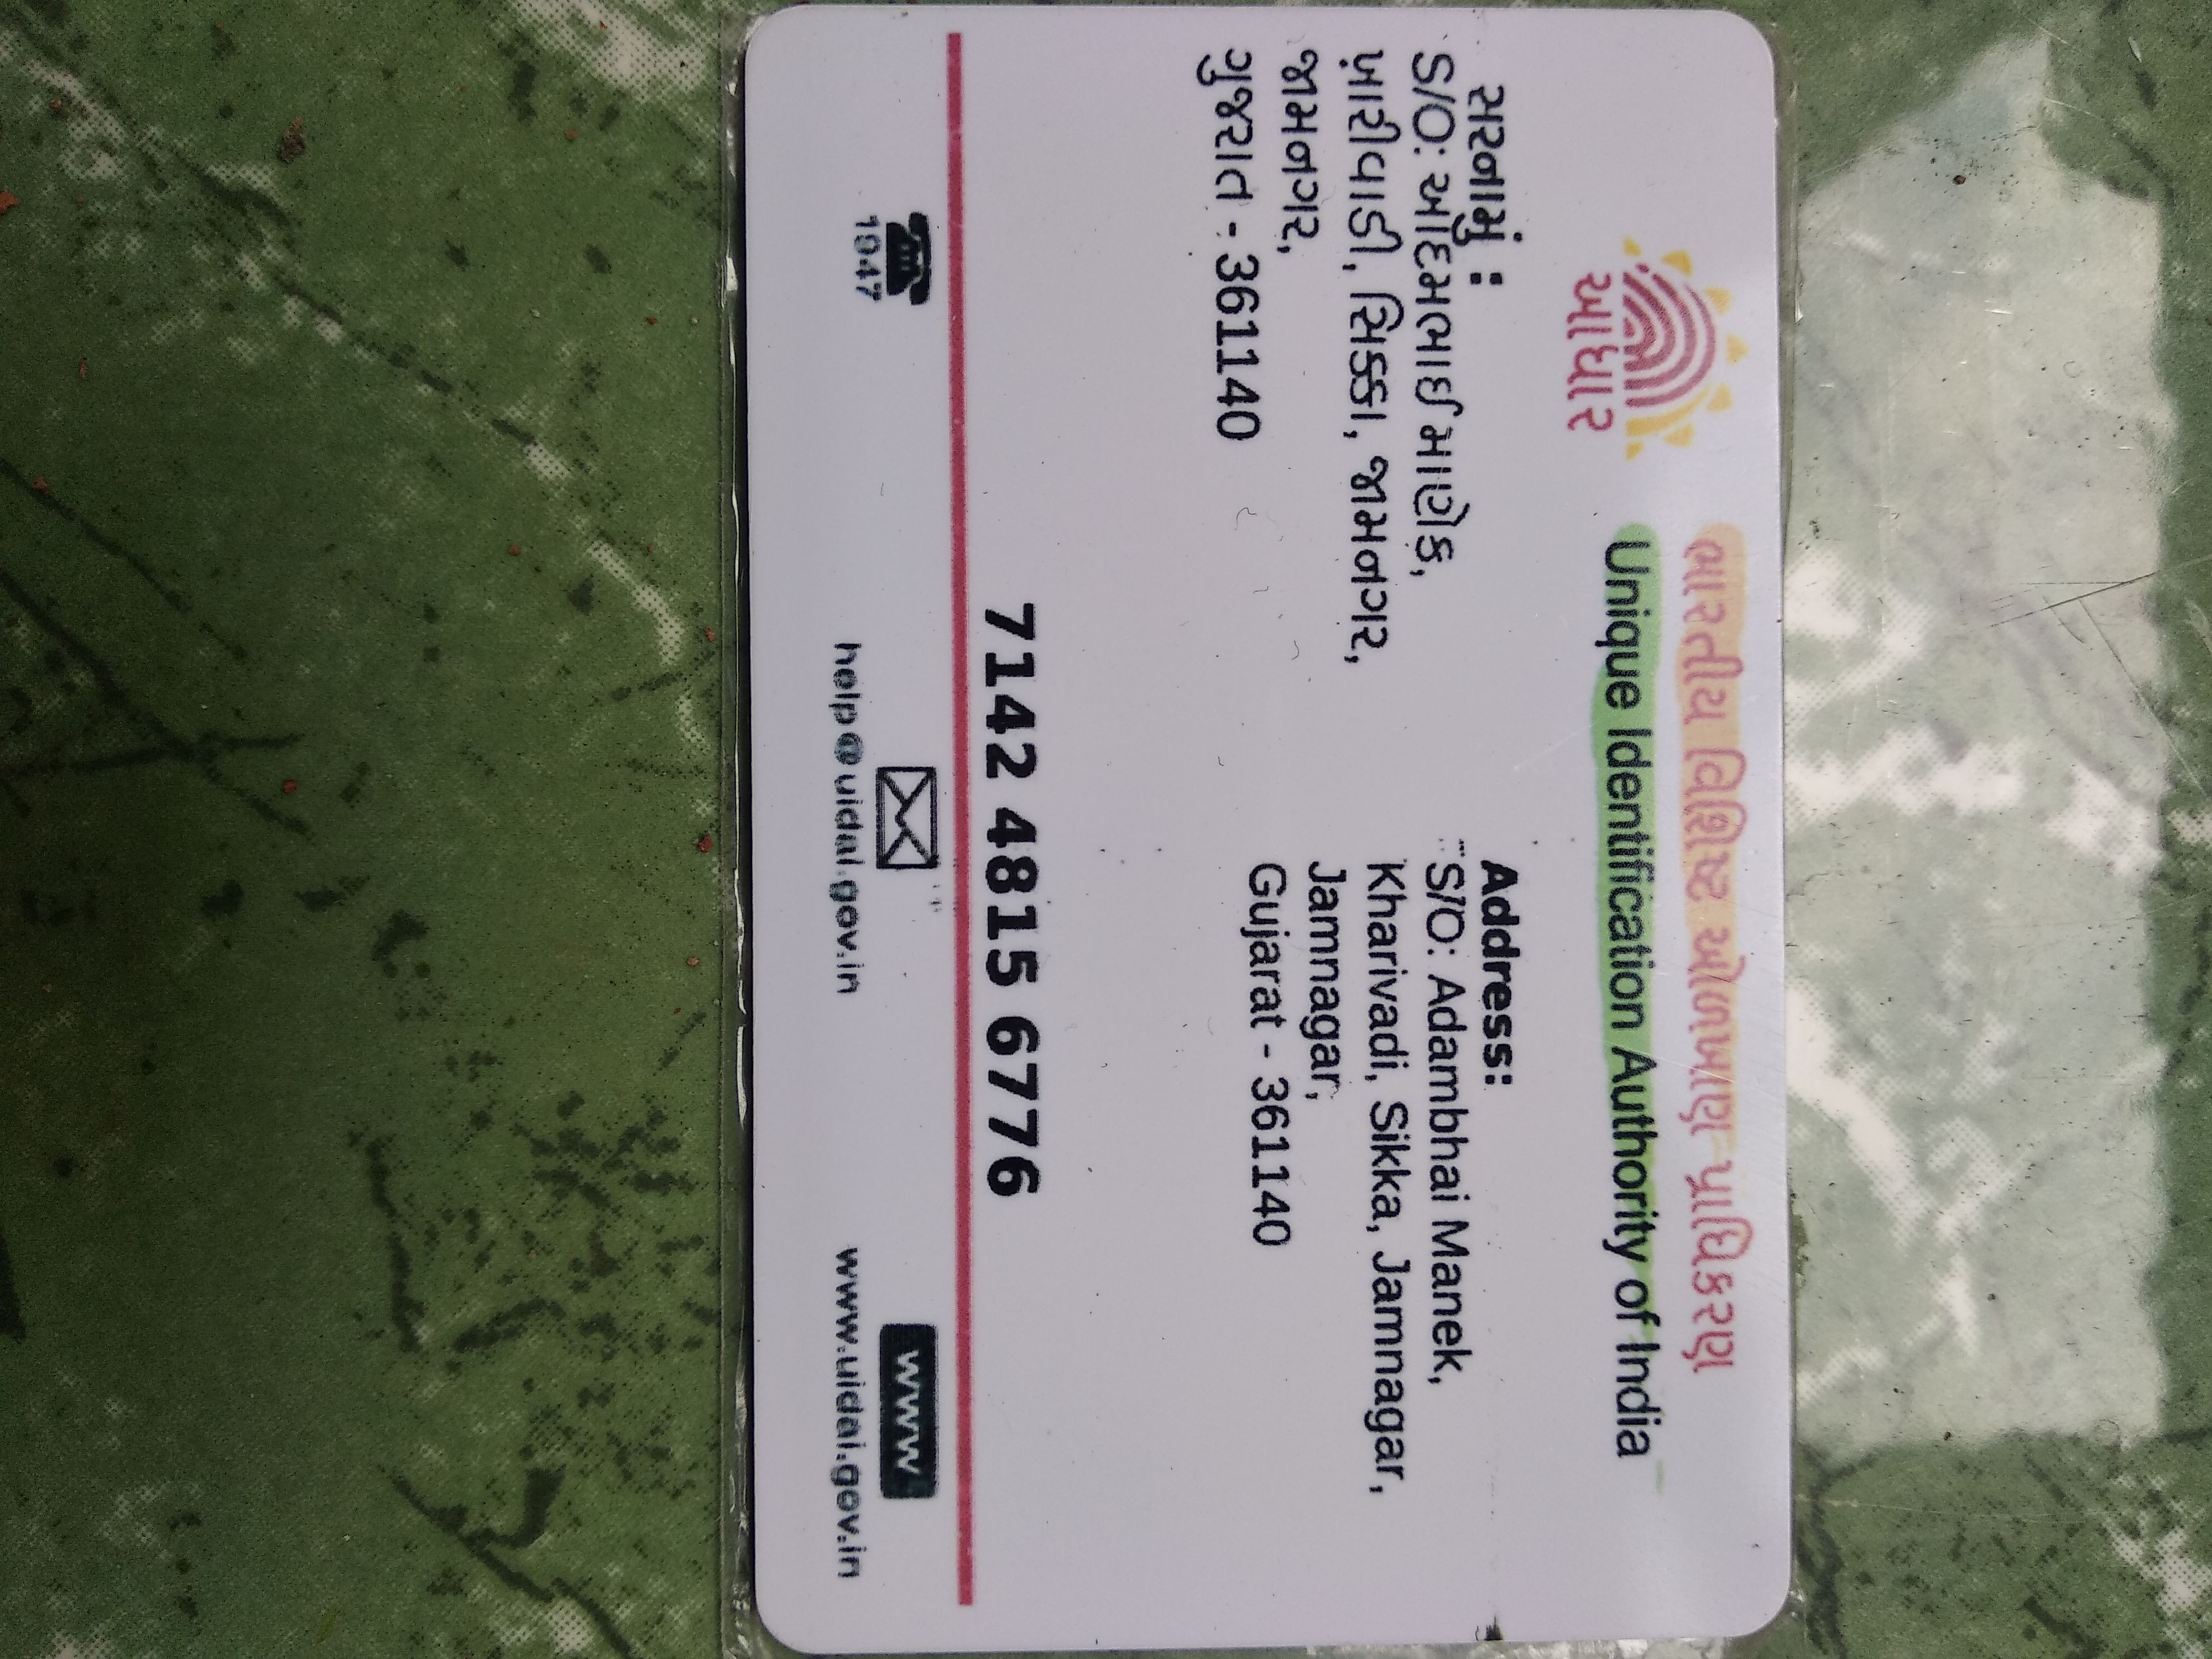 ભારતીય વિશિષ્ટ ઓળખાણ પ્રાધિકરણ
Unique Identification Authority of India
આધાર
સરનામું :
S/O: આદમભાઈ માણેક,
ખારીવાડી, સિક્કા, જામનગર,
જામનગર,
ગુજરાત - 361140
Address:
S/O: Adambhai Manek,
Kharivadi, Sikka, Jamnagar,
Jamnagar,
Gujarat - 361140
7142 4815 6776
1947
help@uidai.gov.in
www
www.uidai.gov.in